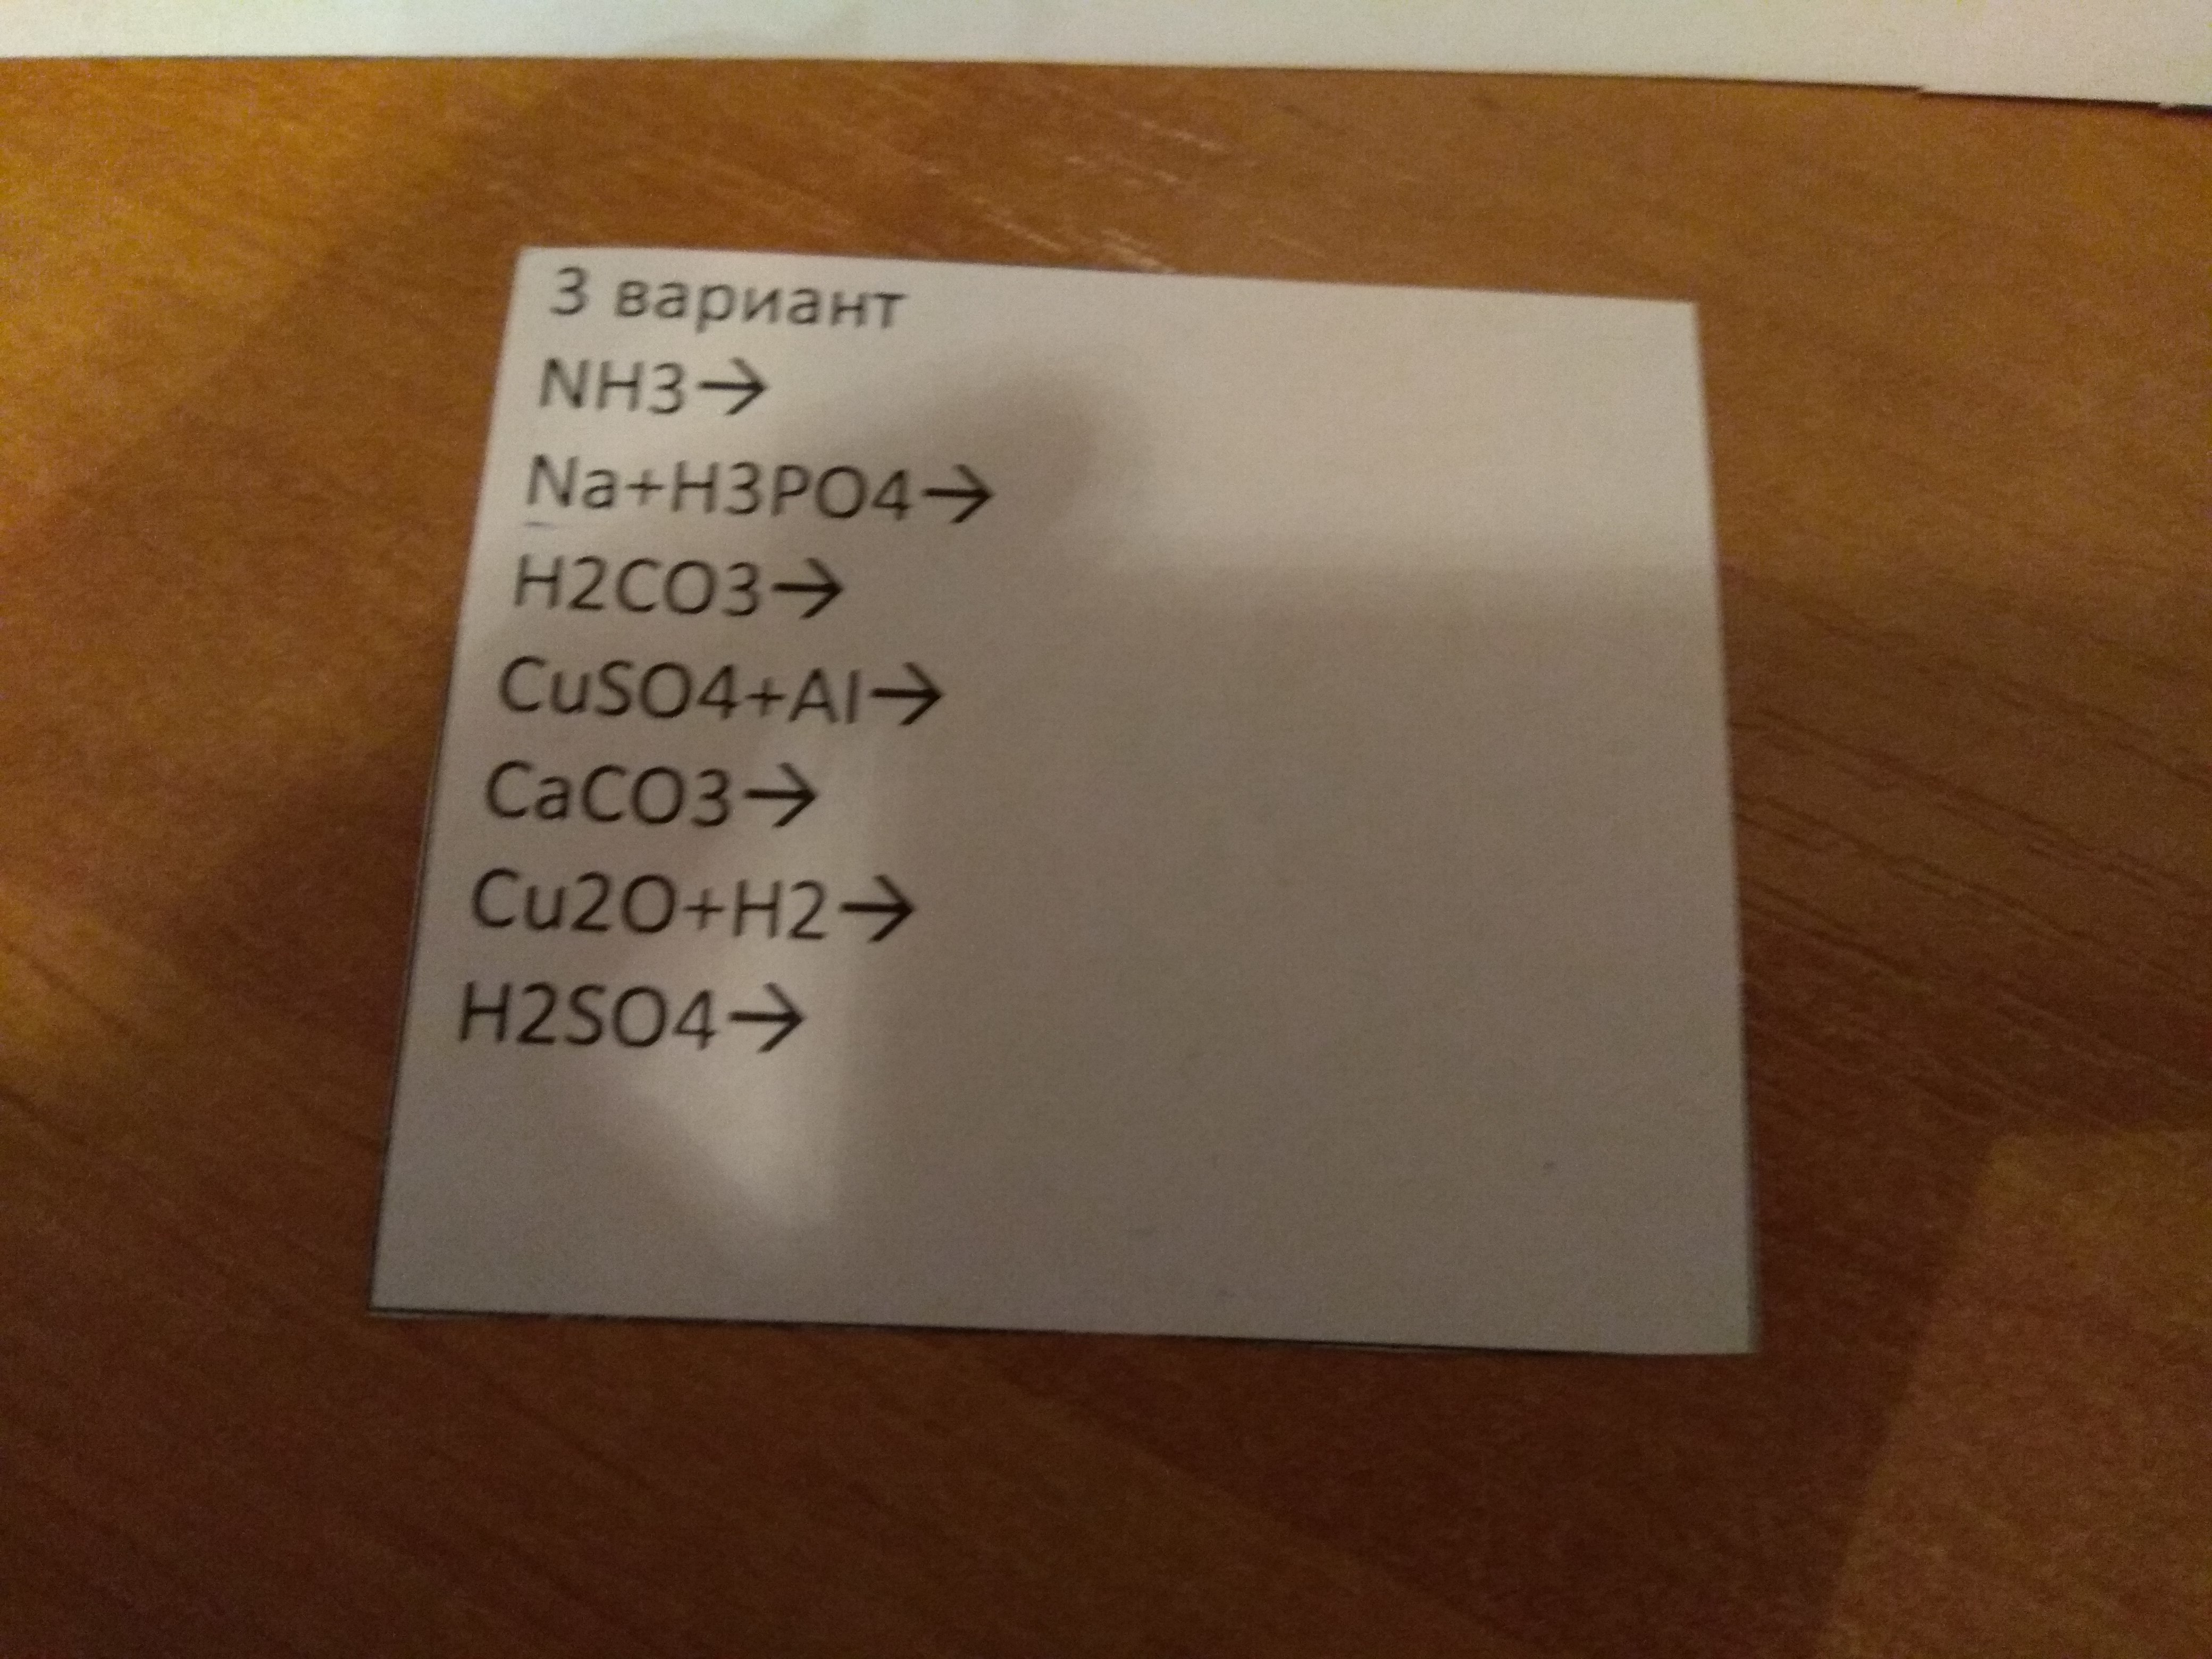 3 вариант
NH3→
Na+H3PO4→
H2CO3→
CuSO4+Al→
CaCO3→
Cu2O+H2→
H2SO4→